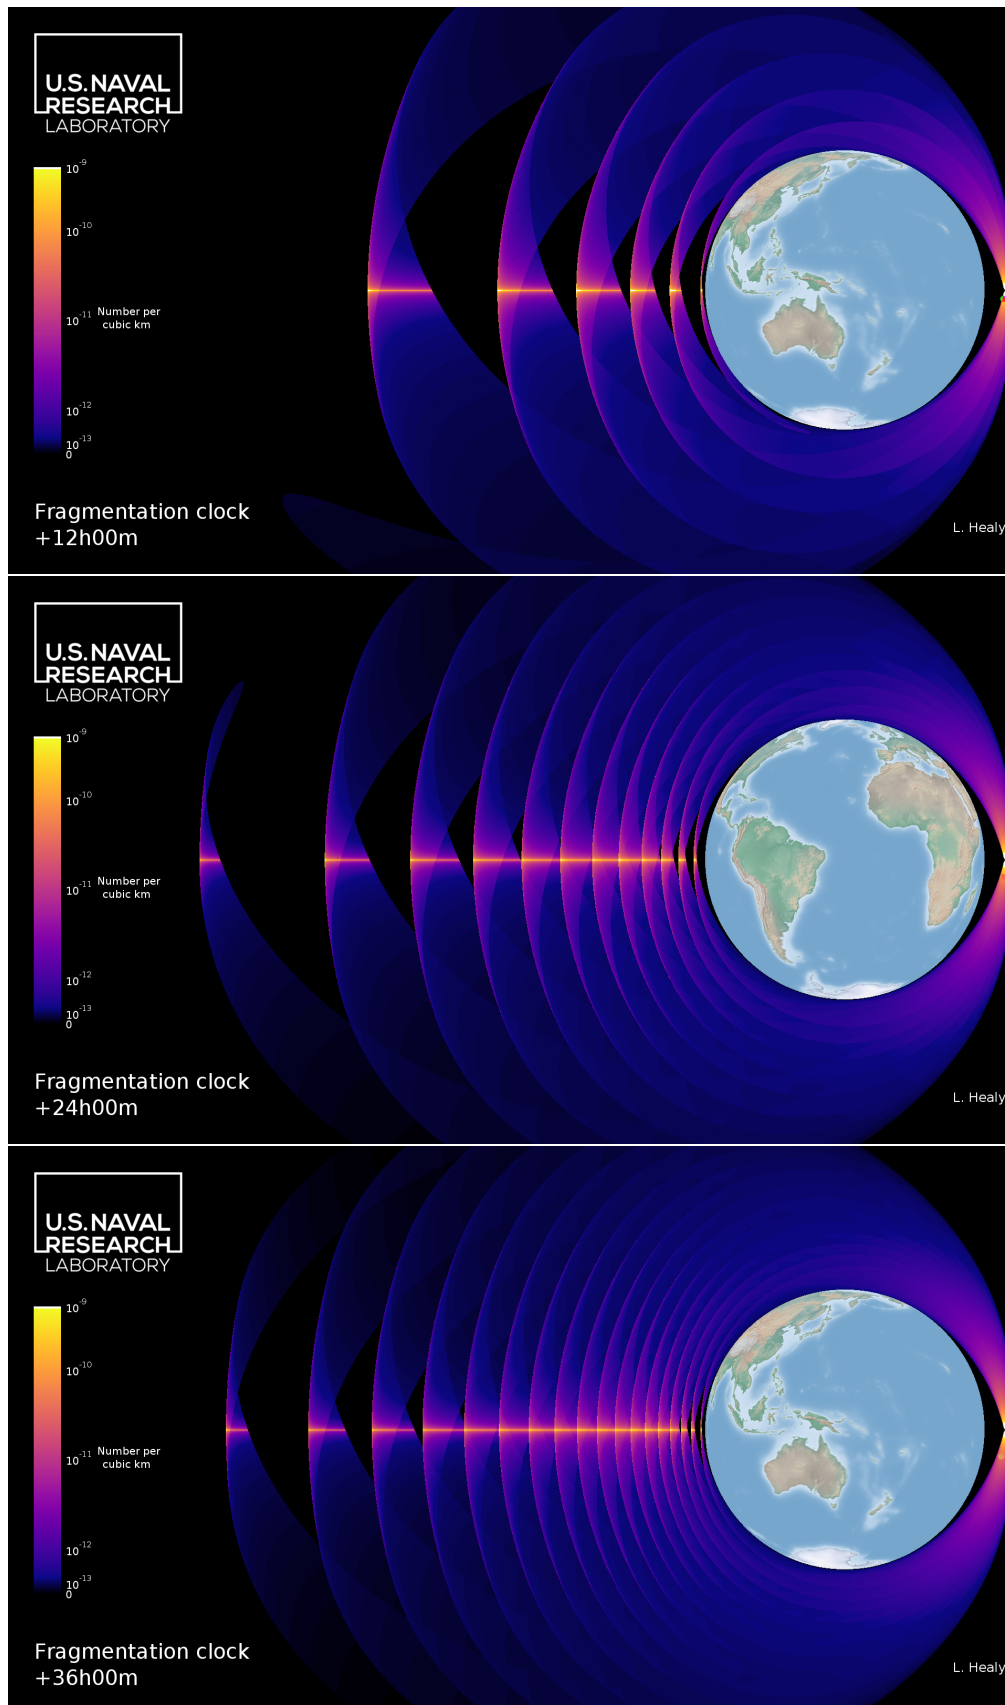 U.S. NAVAL
RESEARCH
LABORATORY
10⁻⁹
10⁻¹⁰
10⁻¹¹
Number per
cubic km
10⁻¹²
10⁻¹³
0
Fragmentation clock
+12h00m
L. Healy
U.S. NAVAL
RESEARCH
LABORATORY
10⁻⁹
10⁻¹⁰
10⁻¹¹
Number per
cubic km
10⁻¹²
10⁻¹³
0
Fragmentation clock
+24h00m
L. Healy
U.S. NAVAL
RESEARCH
LABORATORY
10⁻⁹
10⁻¹⁰
10⁻¹¹
Number per
cubic km
10⁻¹²
10⁻¹³
0
Fragmentation clock
+36h00m
L. Healy